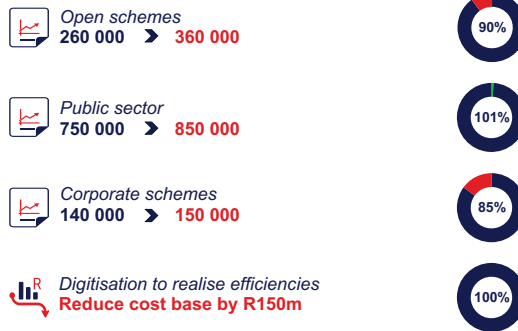 Open schemes
260 000 > 360 000
90%
Public sector
750 000 > 850 000
101%
Corporate schemes
140 000 > 150 000
85%
R
Digitisation to realise efficiencies
Reduce cost base by R150m
100%